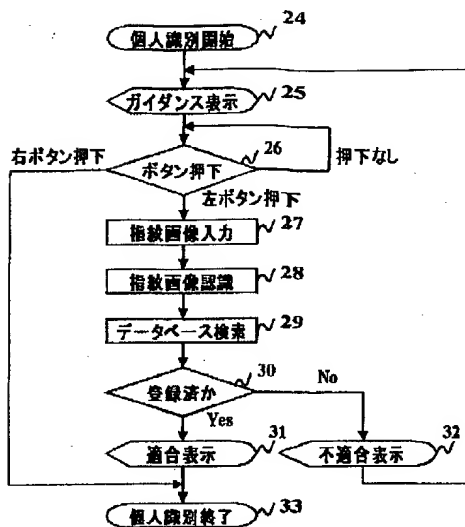 個人識別開始 24
ガイダンス表示 25
右ボタン押下 ボタン押下 26 押下なし
左ボタン押下
指紋画像入力 27
指紋画像認識 28
データベース検索 29
登録済か 30 No
Yes
適合表示 31 不適合表示 32
個人識別終了 33